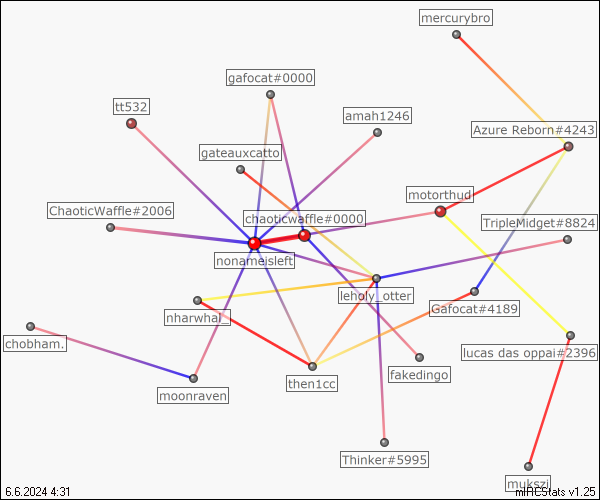 mercurybro
gafocat#0000
tt532
amah1246
Azure Reborn#4243
gateauxcatto
motorthud
ChaoticWaffle#2006
chaoticwaffle#0000
TripleMidget#8824
nonameisleft
leholy_otter
Gafocat#4189
nharwhal_
chobham.
lucas das oppai#2396
then1cc
fakedingo
moonraven
Thinker#5995
mukszi
6.6.2024 4:31
mIRCStats v1.25